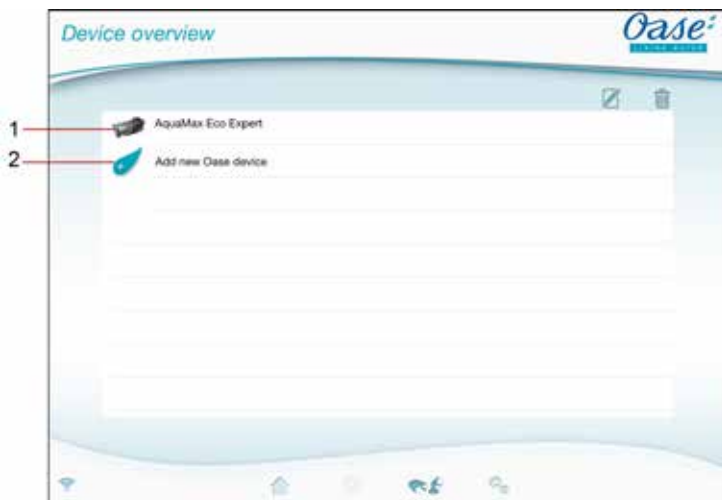 Device overview
Oase
LIVING WATER
1
AquaMax Eco Expert
2
Add new Oase device